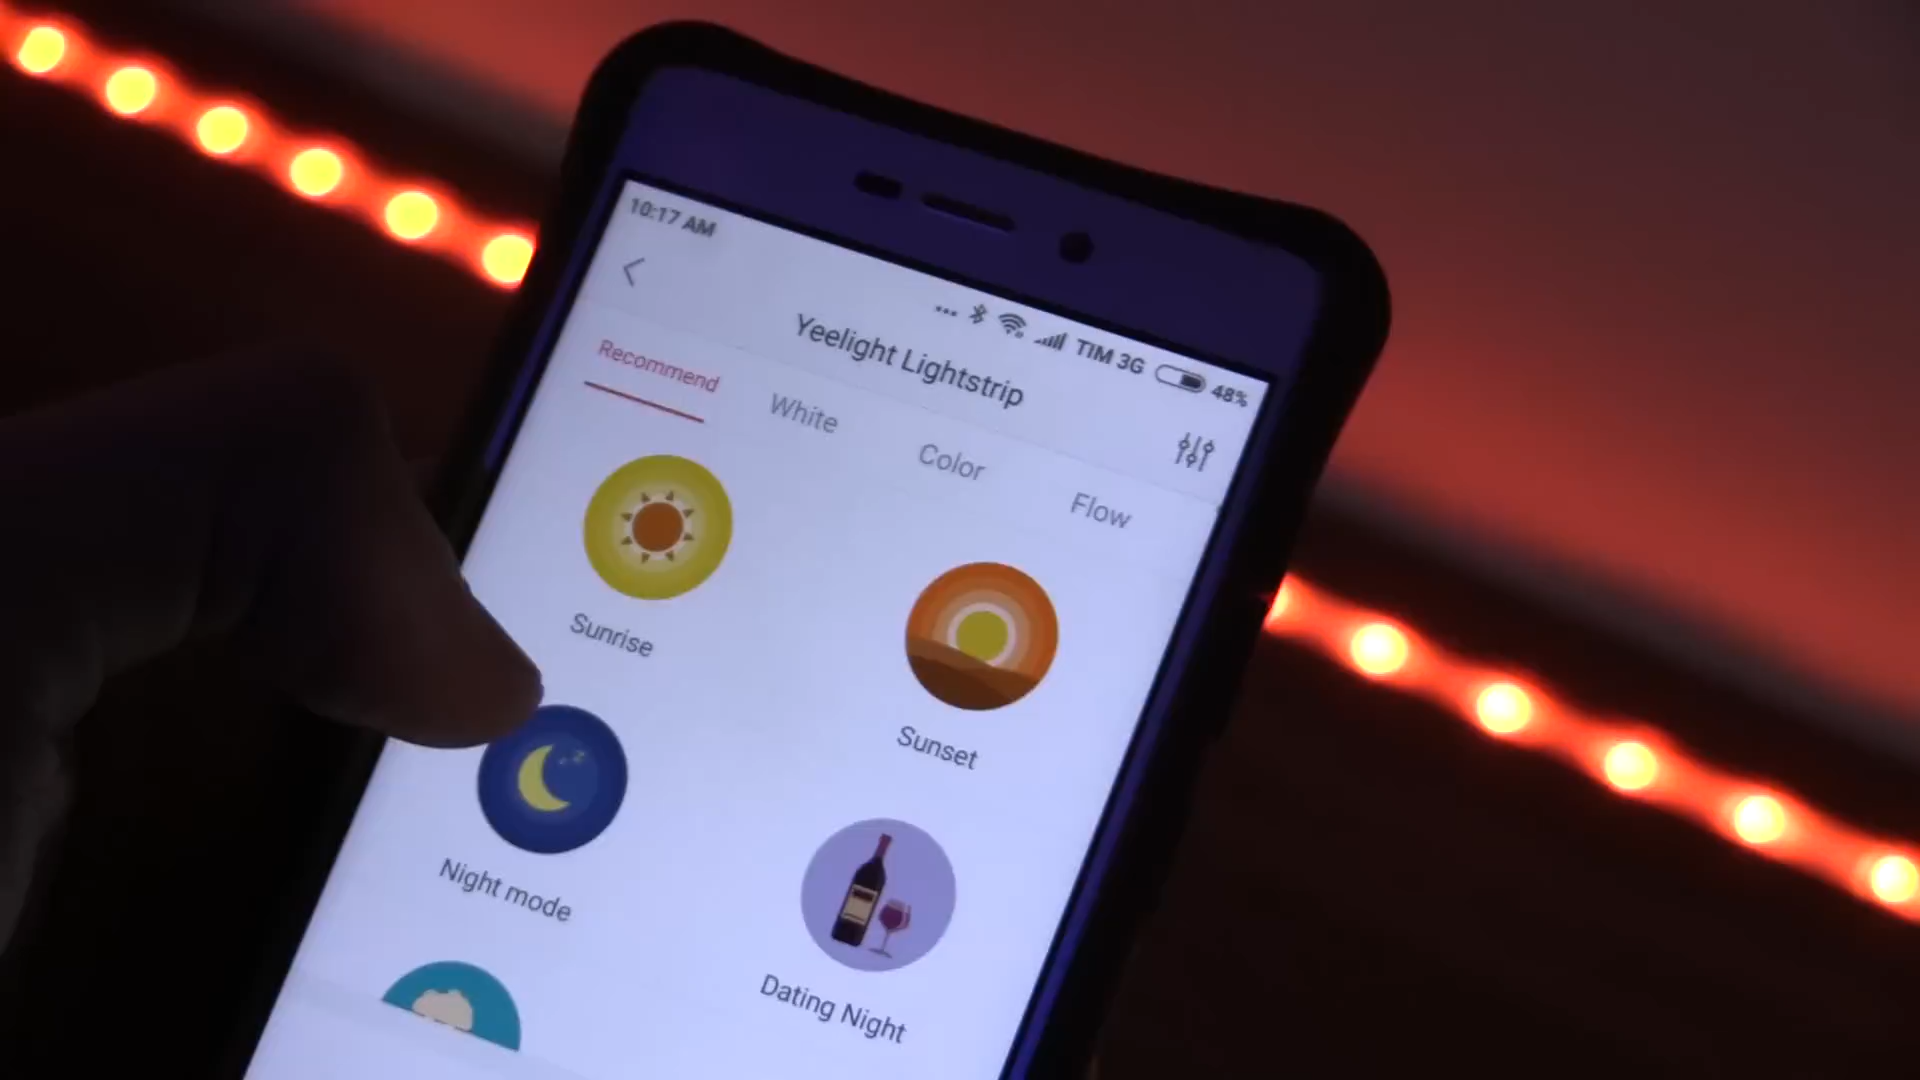 10:17 AM
... TIM 3G 48%
Yeelight Lightstrip
Recommend White Color Flow
Sunrise
Sunset
Night mode
Dating Night